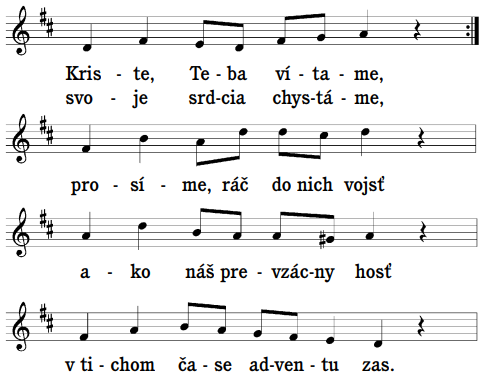 Kris - te, Te - ba ví - ta - me,
svo - je srd - cia chys - tá - me,
pro - sí - me, ráč do nich vojsť
a - ko náš pre - vzác - ny hosť
v ti - chom ča - se ad - ven - tu zas.